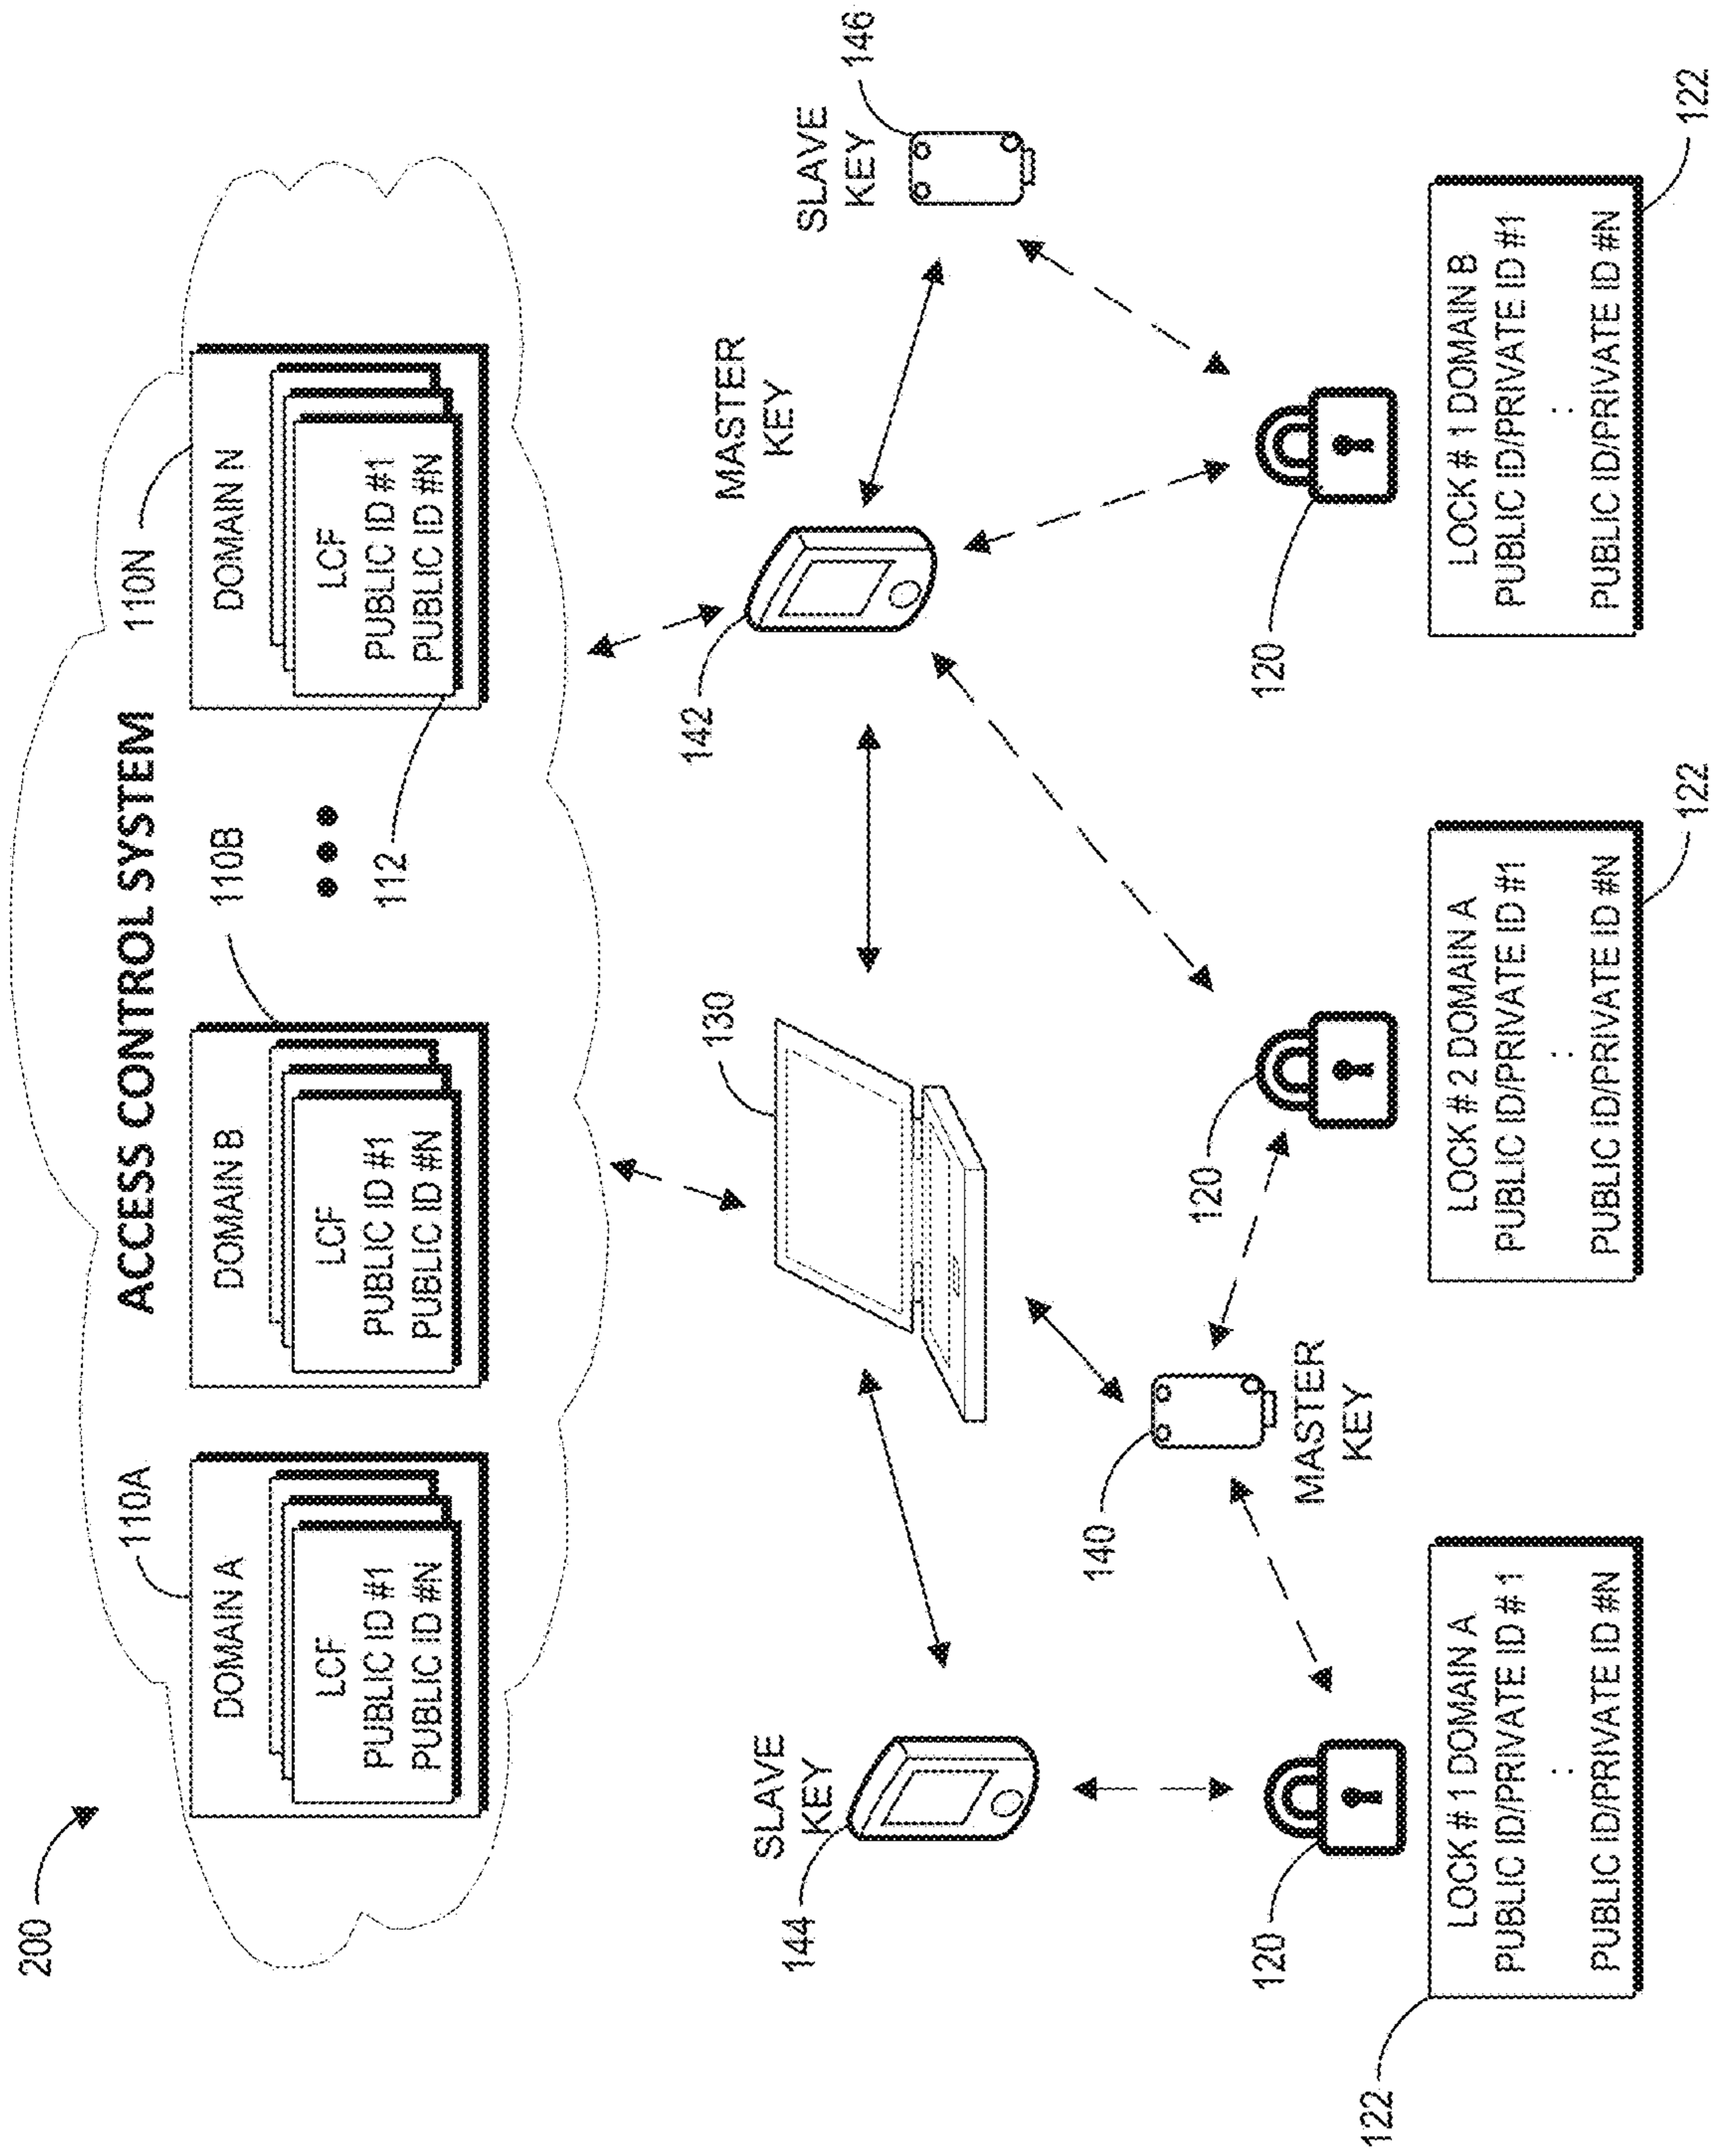 200
ACCESS CONTROL SYSTEM
110A
110B
110N
DOMAIN A
LCF
PUBLIC ID #1
PUBLIC ID #N
DOMAIN B
LCF
PUBLIC ID #1
PUBLIC ID #N
DOMAIN N
LCF
PUBLIC ID #1
PUBLIC ID #N
112
130
142
MASTER
KEY
SLAVE
KEY
146
SLAVE
KEY
144
140
MASTER
KEY
120
120
120
LOCK # 1 DOMAIN A
PUBLIC ID/PRIVATE ID # 1
:
PUBLIC ID/PRIVATE ID #N
122
LOCK # 2 DOMAIN A
PUBLIC ID/PRIVATE ID #1
:
PUBLIC ID/PRIVATE ID #N
122
LOCK # 1 DOMAIN B
PUBLIC ID/PRIVATE ID #1
:
PUBLIC ID/PRIVATE ID #N
122